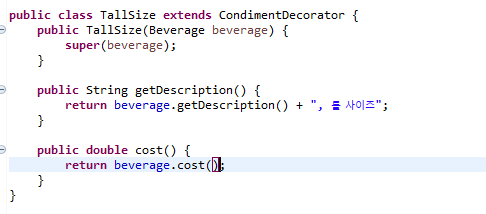 public class TallSize extends CondimentDecorator {
    public TallSize(Beverage beverage) {
        super(beverage);
    }
    public String getDescription() {
        return beverage.getDescription() + ", 톨 사이즈";
    }
    public double cost() {
        return beverage.cost();
    }
}